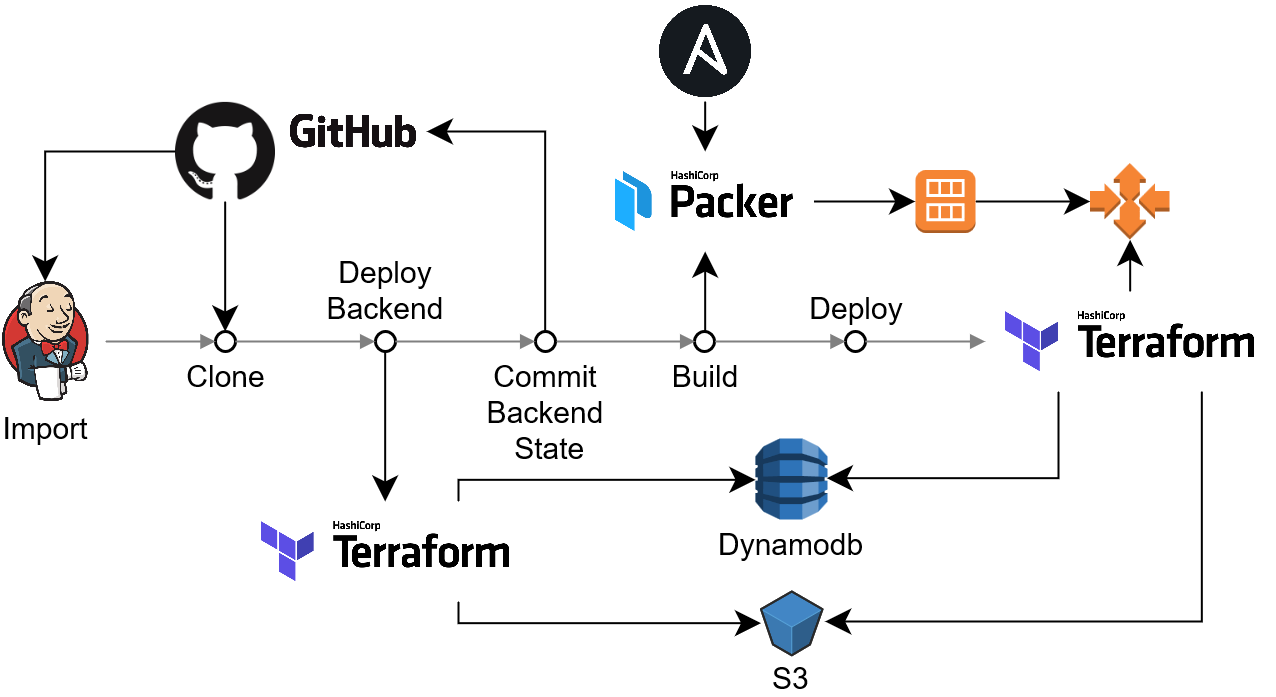 GitHub
HashiCorp
Packer
Deploy
Backend
Deploy
HashiCorp
Terraform
Clone
Commit
Backend
State
Build
Import
HashiCorp
Terraform
Dynamodb
S3